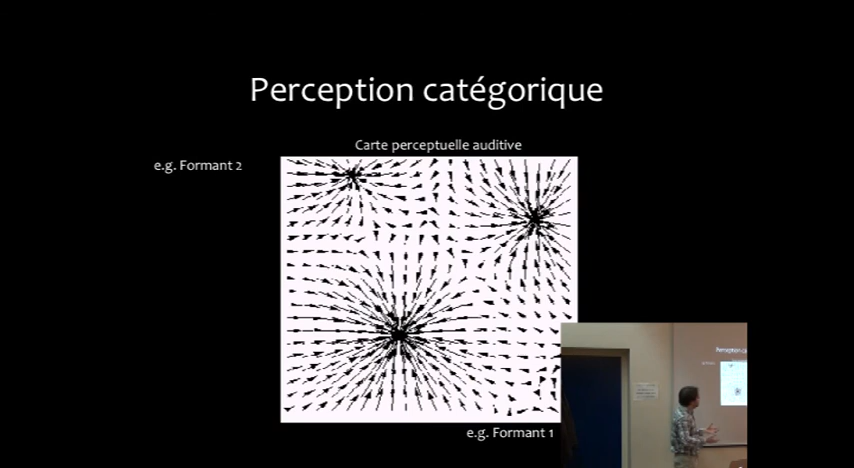 Perception catégorique
Carte perceptuelle auditive
e.g. Formant 2
e.g. Formant 1